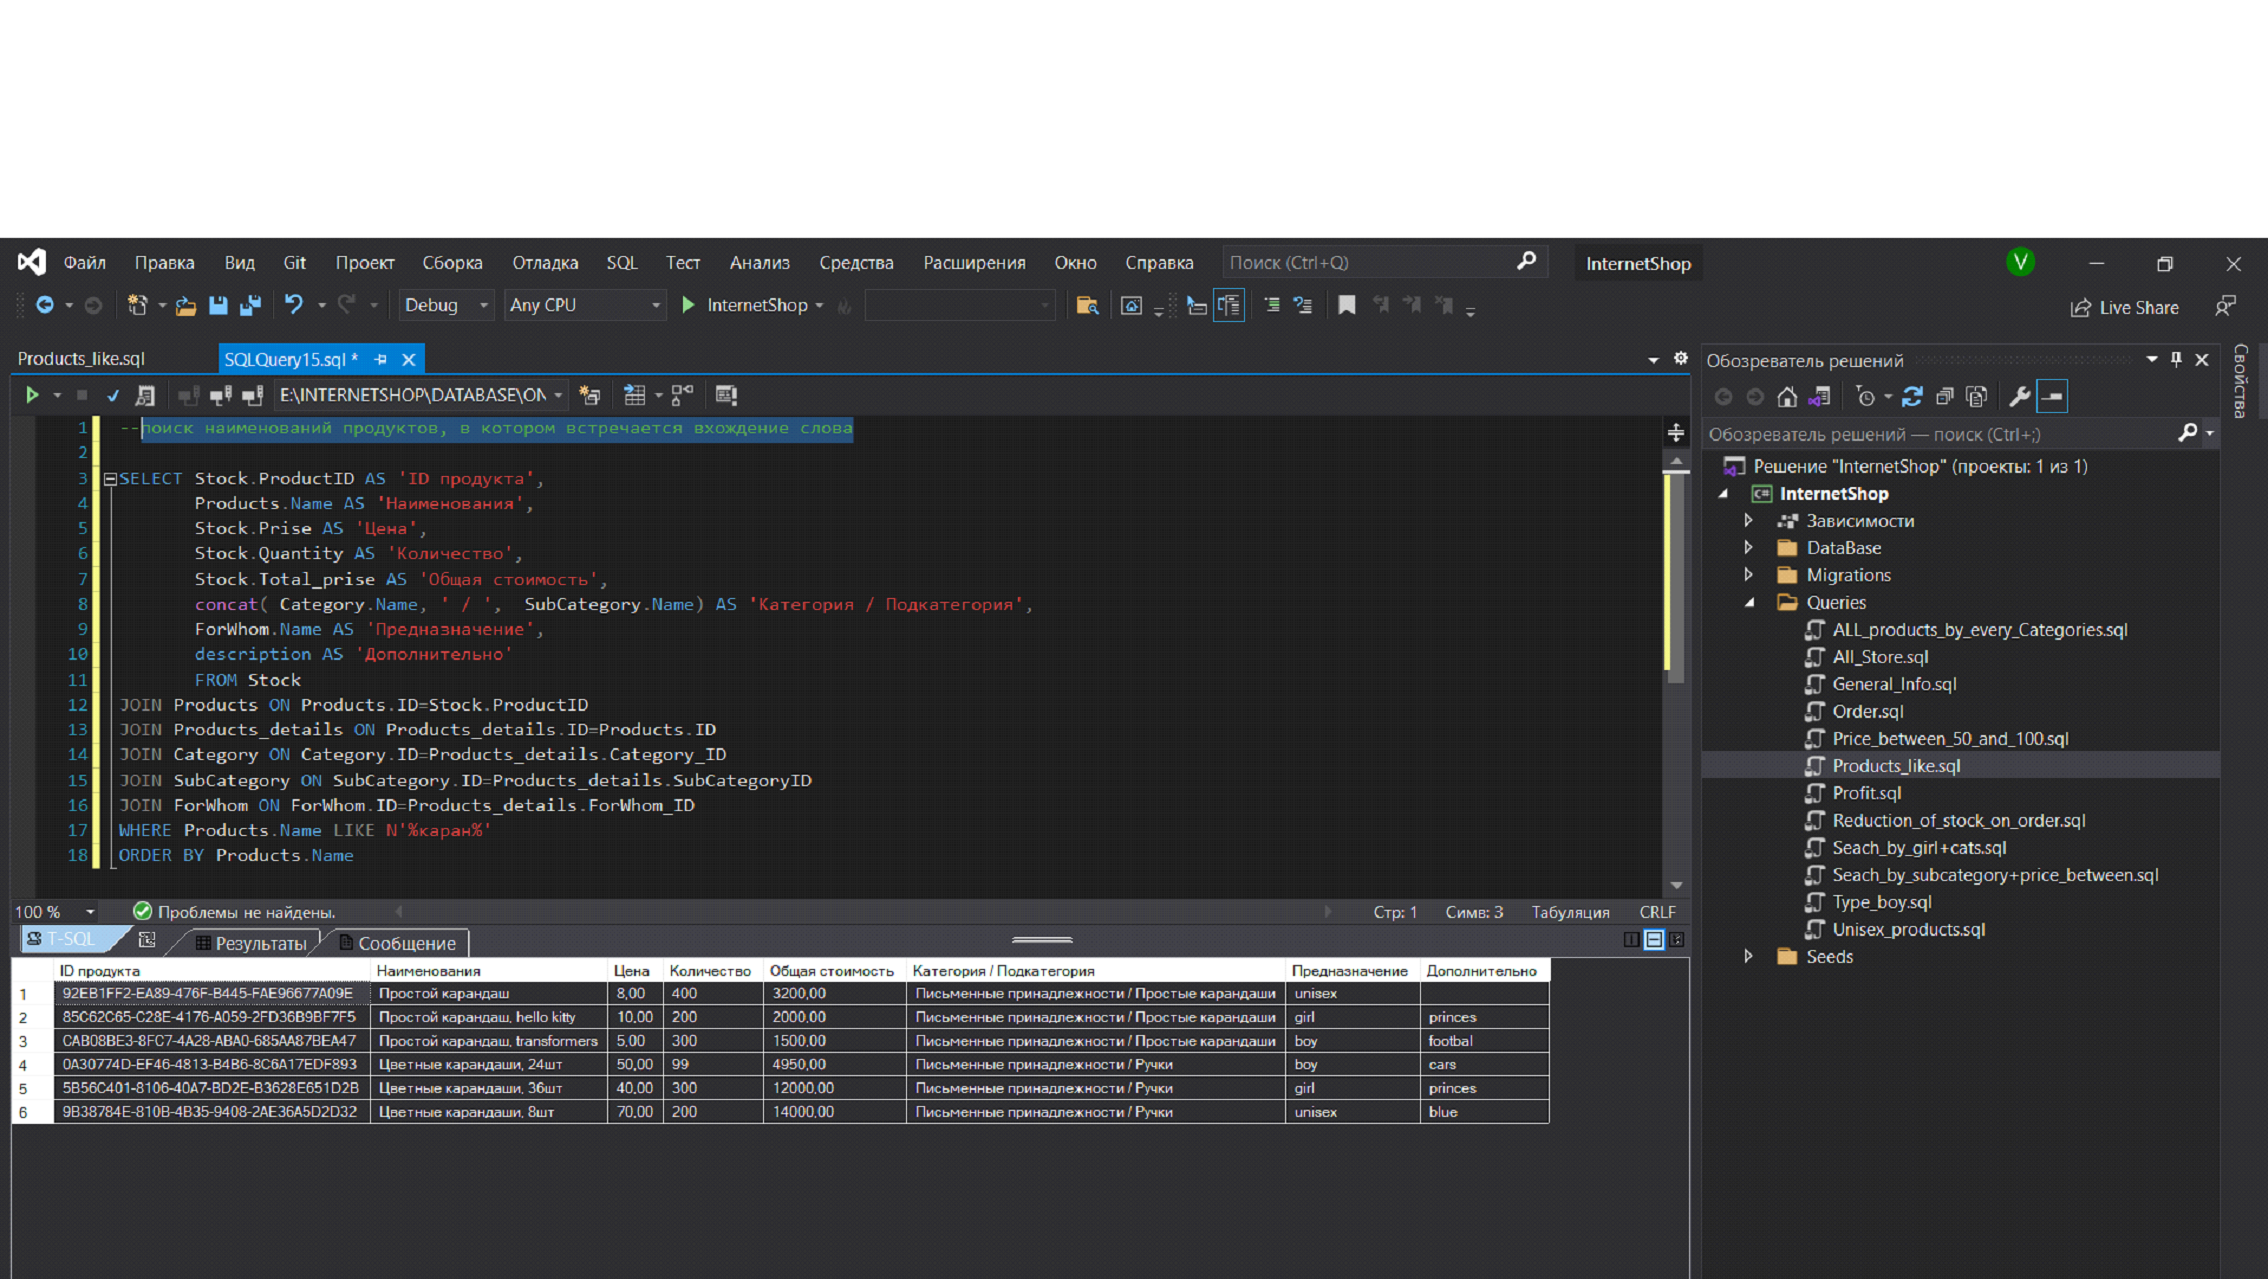 Файл Правка Вид Git Проект Сборка Отладка SQL Тест Анализ Средства Расширения Окно Справка Поиск (Ctrl+Q) InternetShop V
Debug Any CPU InternetShop Live Share
Products_like.sql SQLQuery15.sql *
E:\INTERNETSHOP\DATABASE\ON
1 --поиск наименований продуктов, в котором встречается вхождение слова
2
3 SELECT Stock.ProductID AS 'ID продукта',
4 Products.Name AS 'Наименования',
5 Stock.Prise AS 'Цена',
6 Stock.Quantity AS 'Количество',
7 Stock.Total_prise AS 'Общая стоимость',
8 concat( Category.Name, ' / ', SubCategory.Name) AS 'Категория / Подкатегория',
9 ForWhom.Name AS 'Предназначение',
10 description AS 'Дополнительно'
11 FROM Stock
12 JOIN Products ON Products.ID=Stock.ProductID
13 JOIN Products_details ON Products_details.ID=Products.ID
14 JOIN Category ON Category.ID=Products_details.Category_ID
15 JOIN SubCategory ON SubCategory.ID=Products_details.SubCategoryID
16 JOIN ForWhom ON ForWhom.ID=Products_details.ForWhom_ID
17 WHERE Products.Name LIKE N'%каран%'
18 ORDER BY Products.Name
100 % Проблемы не найдены. Стр: 1 Симв: 3 Табуляция CRLF
T-SQL Результаты Сообщение
ID продукта Наименования Цена Количество Общая стоимость Категория / Подкатегория Предназначение Дополнительно
1 92EB1FF2-EA89-476F-B445-FAE96677A09E Простой карандаш 8,00 400 3200,00 Письменные принадлежности / Простые карандаши unisex
2 85C62C65-C28E-4176-A059-2FD36B9BF7F5 Простой карандаш, hello kitty 10,00 200 2000,00 Письменные принадлежности / Простые карандаши girl princes
3 CAB08BE3-8FC7-4A28-ABA0-685AA87BEA47 Простой карандаш, transformers 5,00 300 1500,00 Письменные принадлежности / Простые карандаши boy footbal
4 0A30774D-EF46-4813-B4B6-8C6A17EDF893 Цветные карандаши, 24шт 50,00 99 4950,00 Письменные принадлежности / Ручки boy cars
5 5B56C401-8106-40A7-BD2E-B3628E651D2B Цветные карандаши, 36шт 40,00 300 12000,00 Письменные принадлежности / Ручки girl princes
6 9B38784E-810B-4B35-9408-2AE36A5D2D32 Цветные карандаши, 8шт 70,00 200 14000,00 Письменные принадлежности / Ручки unisex blue
Обозреватель решений
Обозреватель решений — поиск (Ctrl+;)
Решение "InternetShop" (проекты: 1 из 1)
C# InternetShop
Зависимости
DataBase
Migrations
Queries
ALL_products_by_every_Categories.sql
All_Store.sql
General_Info.sql
Order.sql
Price_between_50_and_100.sql
Products_like.sql
Profit.sql
Reduction_of_stock_on_order.sql
Seach_by_girl+cats.sql
Seach_by_subcategory+price_between.sql
Type_boy.sql
Unisex_products.sql
Seeds
Свойства